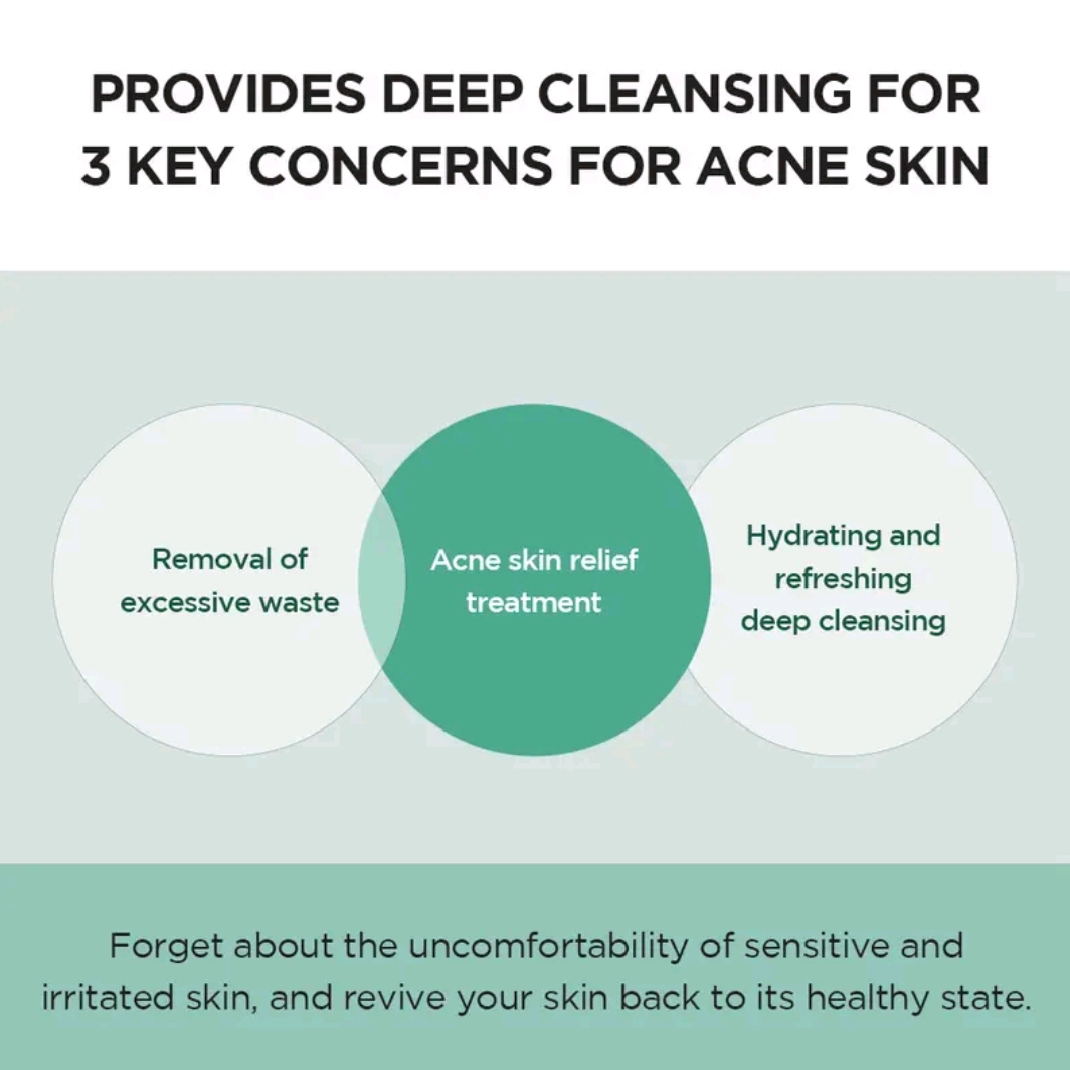 PROVIDES DEEP CLEANSING FOR
3 KEY CONCERNS FOR ACNE SKIN
Removal of
excessive waste
Acne skin relief
treatment
Hydrating and
refreshing
deep cleansing
Forget about the uncomfortability of sensitive and
irritated skin, and revive your skin back to its healthy state.